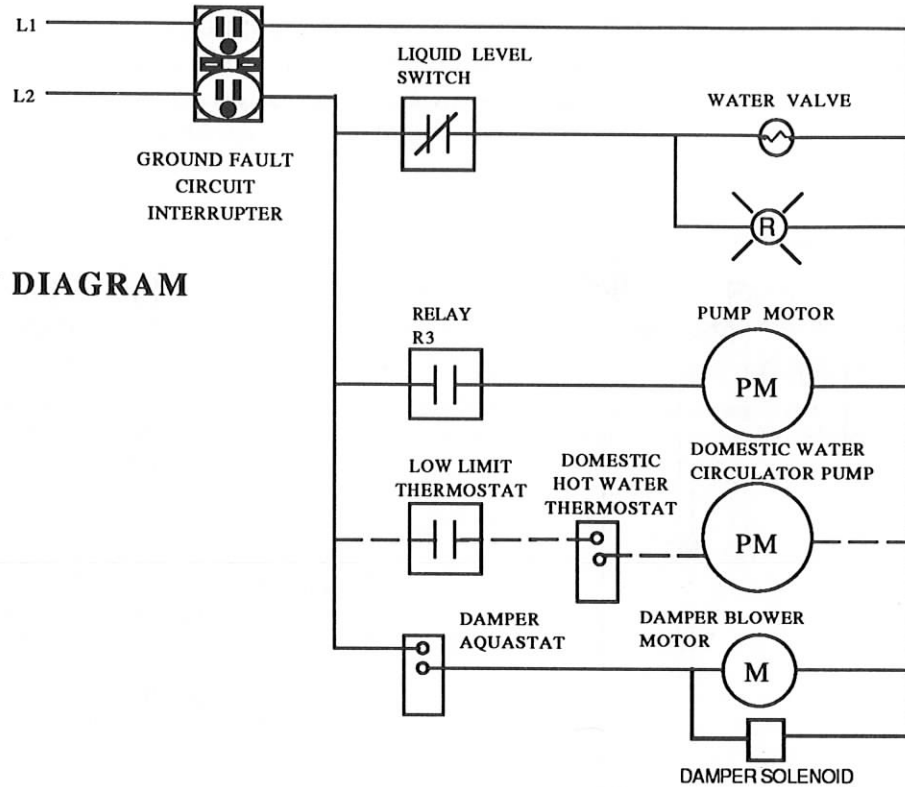 L1
L2
LIQUID LEVEL
SWITCH
WATER VALVE
GROUND FAULT
CIRCUIT
INTERRUPTER
R
DIAGRAM
RELAY
R3
PUMP MOTOR
PM
LOW LIMIT
THERMOSTAT
DOMESTIC
HOT WATER
THERMOSTAT
DOMESTIC WATER
CIRCULATOR PUMP
PM
DAMPER
AQUASTAT
DAMPER BLOWER
MOTOR
M
DAMPER SOLENOID